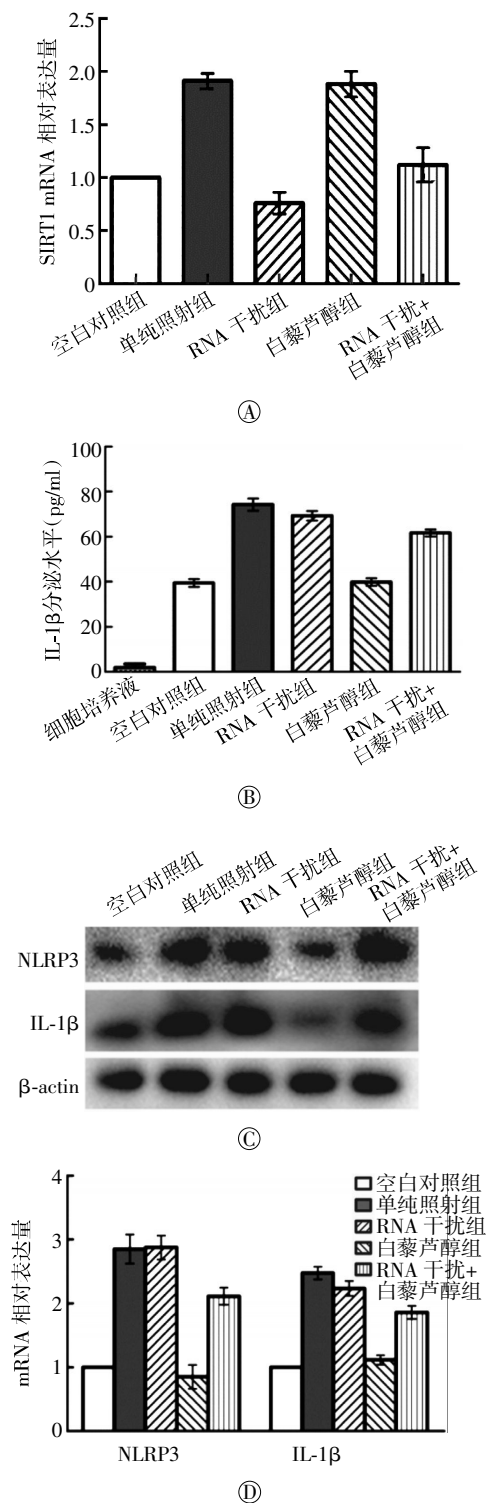 SIRT1 mRNA 相对表达量
2.5
2.0
1.5
1.0
0.5
0
空白对照组
单纯照射组
RNA 干扰组
白藜芦醇组
RNA 干扰+
白藜芦醇组
Ⓐ
IL-1β分泌水平(pg/ml)
100
80
60
40
20
0
细胞培养液
空白对照组
单纯照射组
RNA 干扰组
白藜芦醇组
RNA 干扰+
白藜芦醇组
Ⓑ
空白对照组
单纯照射组
RNA 干扰组
白藜芦醇组
RNA 干扰+
白藜芦醇组
NLRP3
IL-1β
β-actin
Ⓒ
mRNA 相对表达量
4
3
2
1
0
空白对照组
单纯照射组
RNA 干扰组
白藜芦醇组
RNA 干扰+
白藜芦醇组
NLRP3
IL-1β
Ⓓ